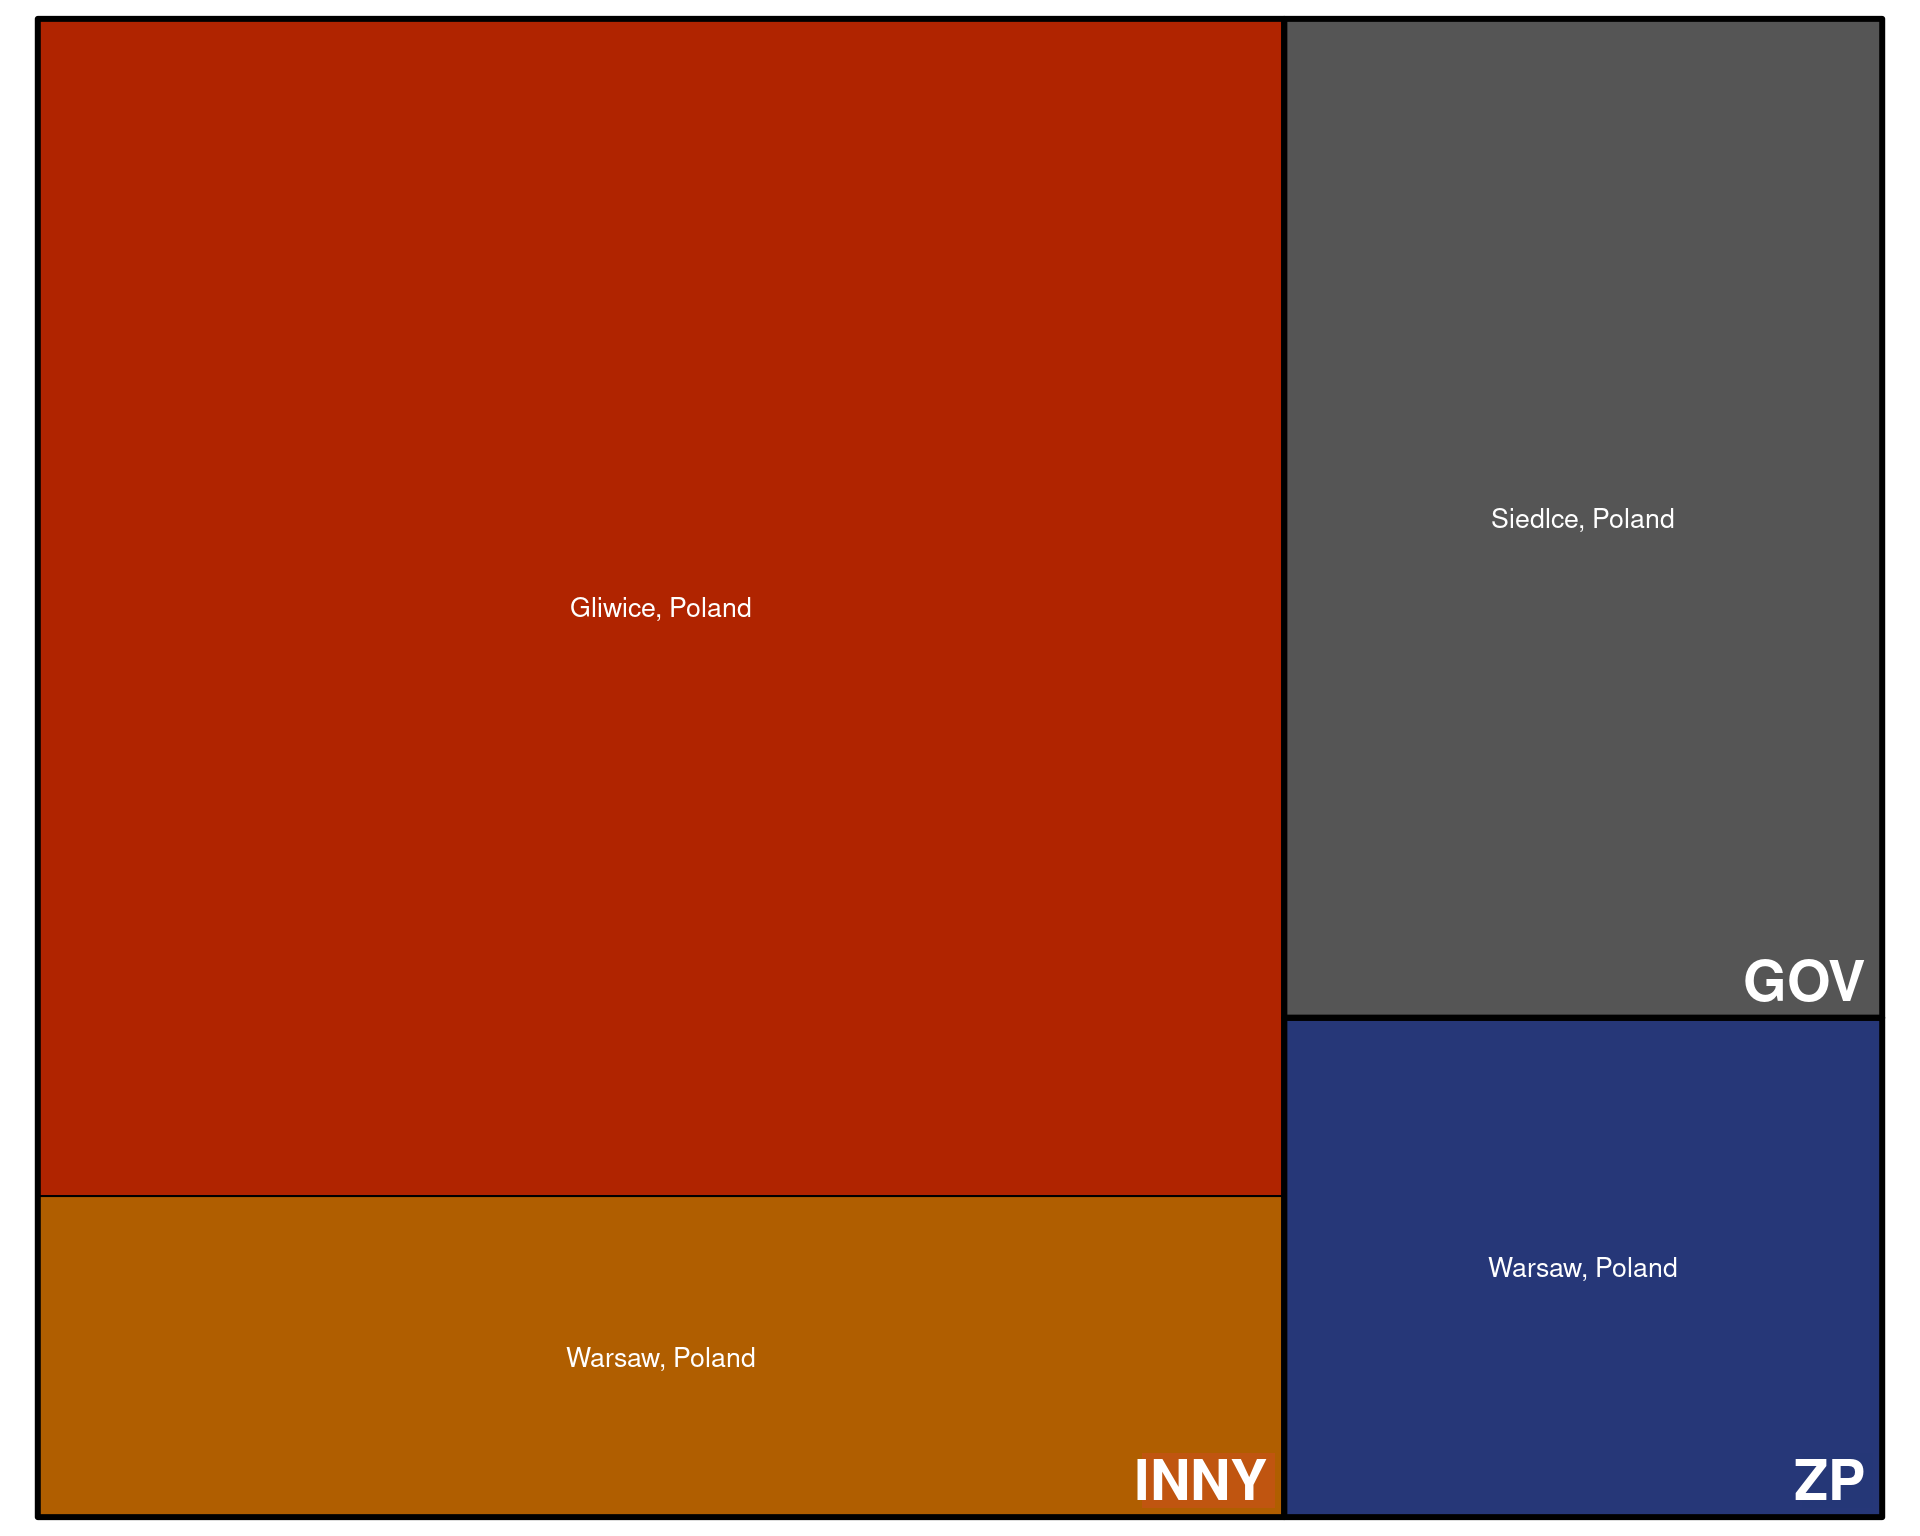 Gliwice, Poland
Warsaw, Poland
INNY
Siedlce, Poland
GOV
Warsaw, Poland
ZP